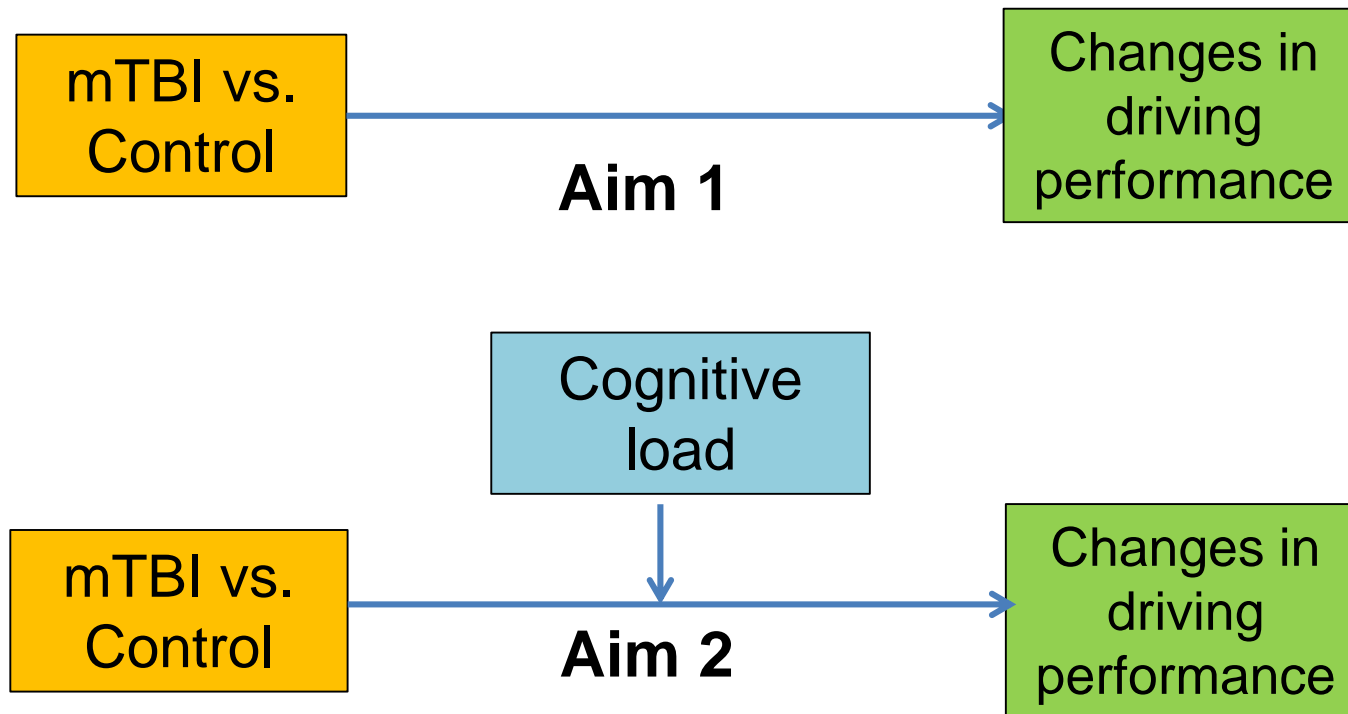 mTBI vs.
Control
Changes in
driving
performance
Aim 1
Cognitive
load
mTBI vs.
Control
Changes in
driving
performance
Aim 2